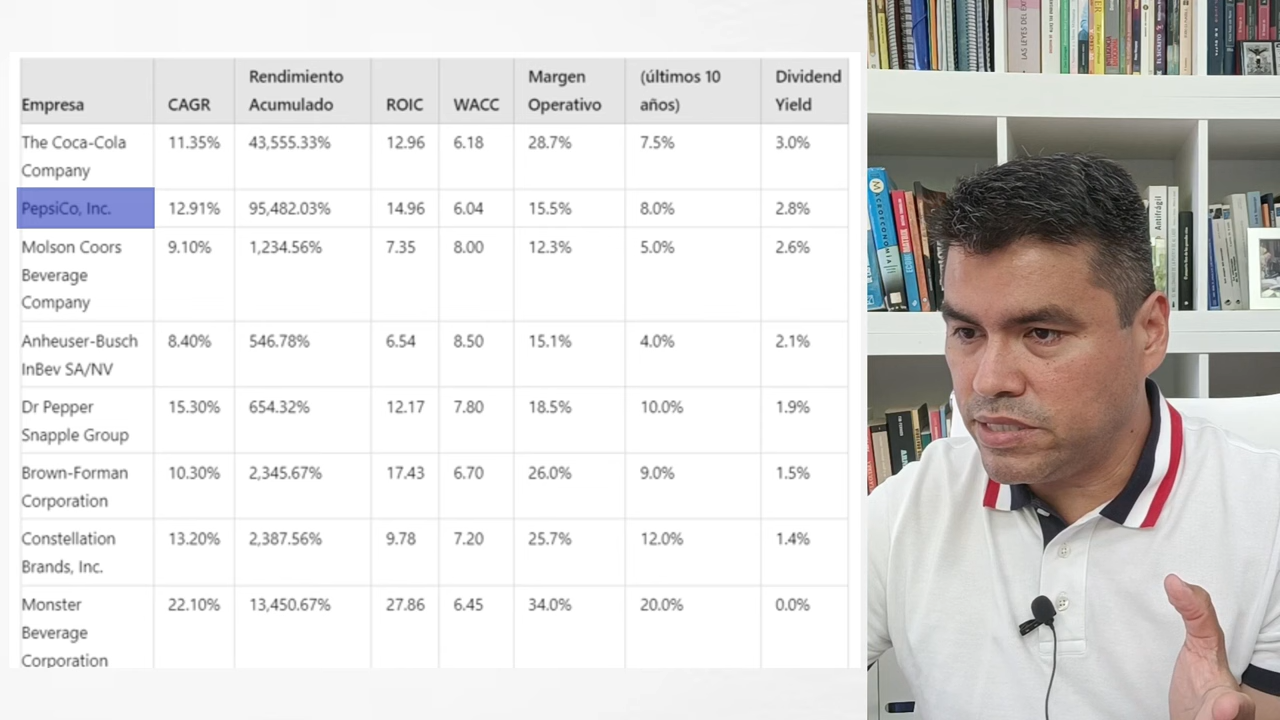 Empresa CAGR Rendimiento Acumulado ROIC WACC Margen Operativo (últimos 10 años) Dividend Yield
The Coca-Cola Company 11.35% 43,555.33% 12.96 6.18 28.7% 7.5% 3.0%
PepsiCo, Inc. 12.91% 95,482.03% 14.96 6.04 15.5% 8.0% 2.8%
Molson Coors Beverage Company 9.10% 1,234.56% 7.35 8.00 12.3% 5.0% 2.6%
Anheuser-Busch InBev SA/NV 8.40% 546.78% 6.54 8.50 15.1% 4.0% 2.1%
Dr Pepper Snapple Group 15.30% 654.32% 12.17 7.80 18.5% 10.0% 1.9%
Brown-Forman Corporation 10.30% 2,345.67% 17.43 6.70 26.0% 9.0% 1.5%
Constellation Brands, Inc. 13.20% 2,387.56% 9.78 7.20 25.7% 12.0% 1.4%
Monster Beverage Corporation 22.10% 13,450.67% 27.86 6.45 34.0% 20.0% 0.0%
LAS LEYES DEL
MACROECONOMÍA
Antifrágil